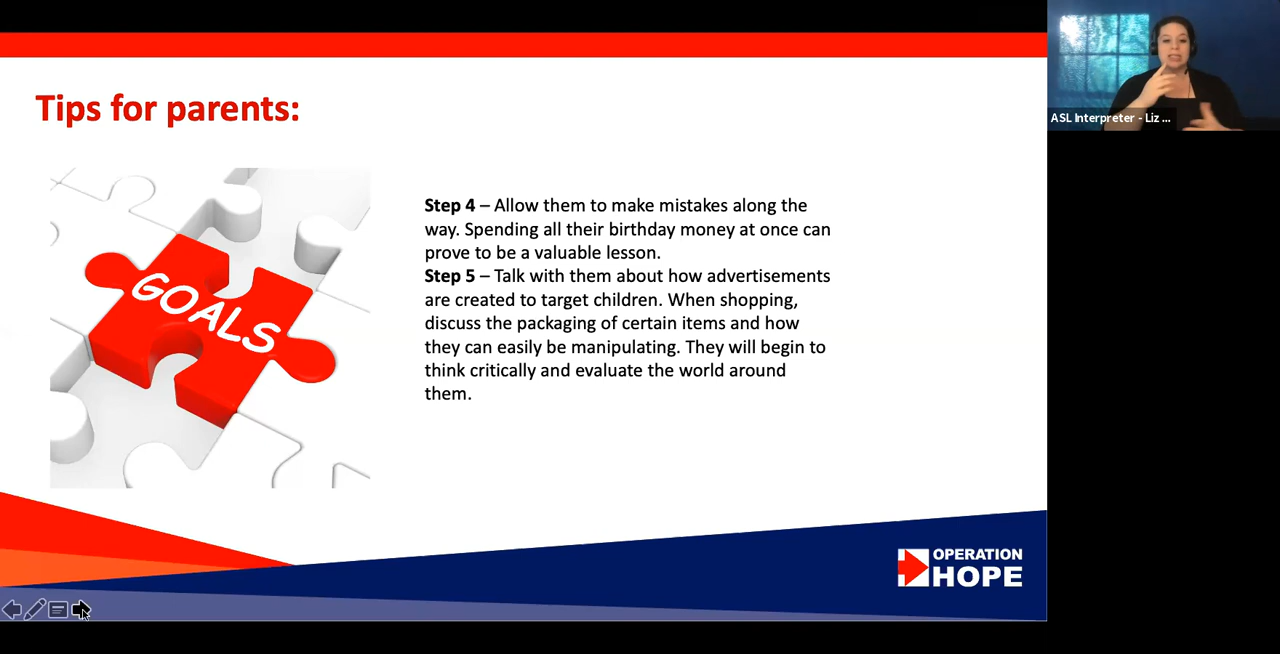 Tips for parents:
GOALS
Step 4 – Allow them to make mistakes along the
way. Spending all their birthday money at once can
prove to be a valuable lesson.
Step 5 – Talk with them about how advertisements
are created to target children. When shopping,
discuss the packaging of certain items and how
they can easily be manipulating. They will begin to
think critically and evaluate the world around
them.
OPERATION
HOPE
ASL Interpreter - Liz ...